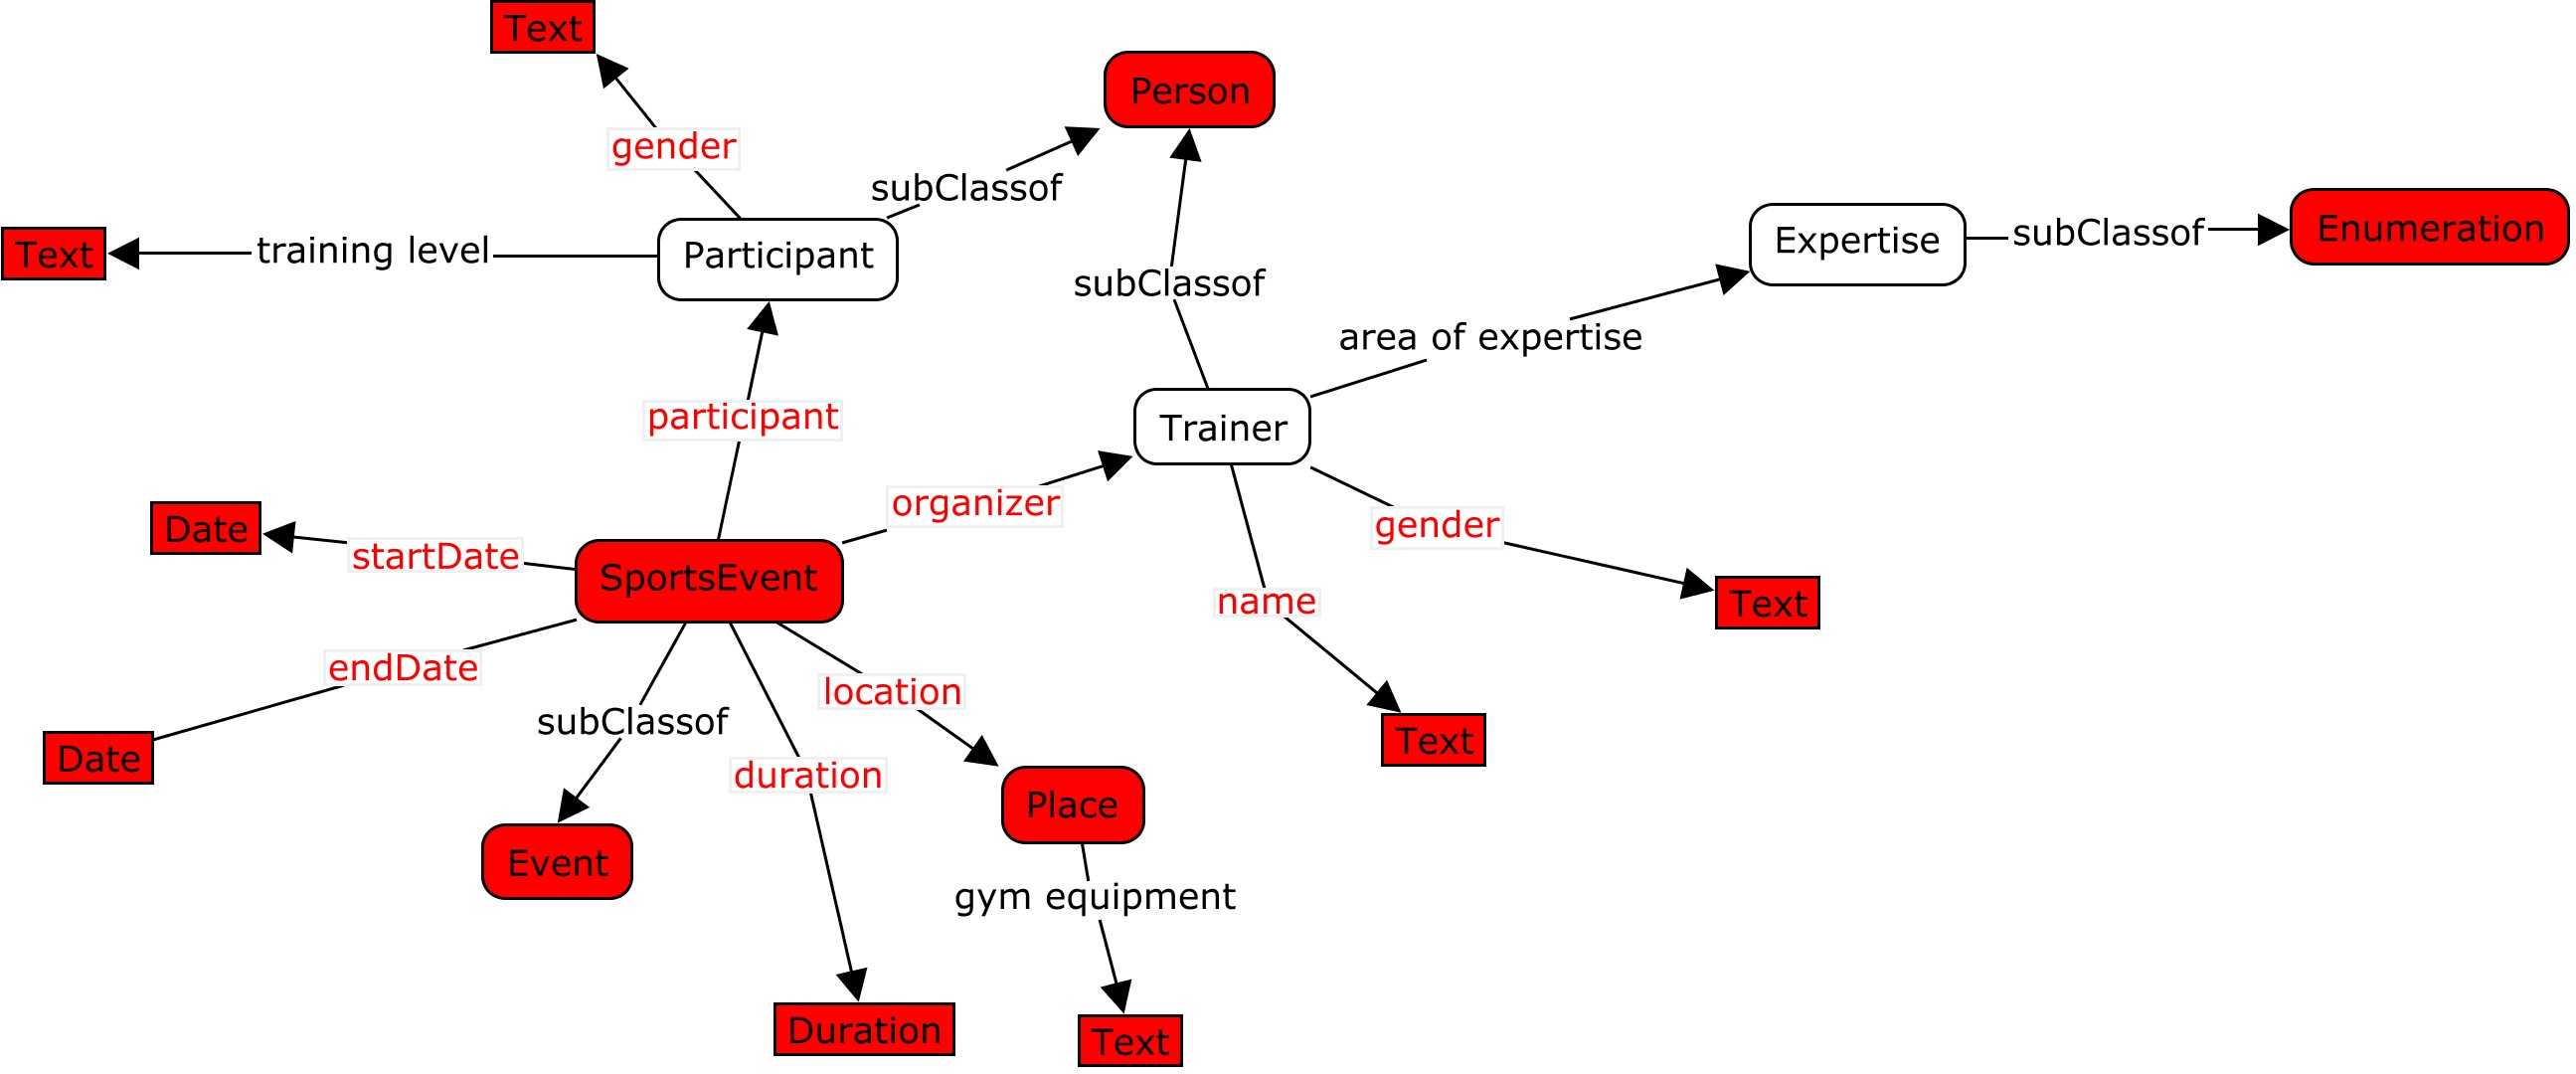 Text
Person
gender
subClassof
Text
training level
Participant
Expertise
subClassof
Enumeration
subClassof
area of expertise
participant
Trainer
organizer
Date
startDate
SportsEvent
gender
name
Text
endDate
location
subClassof
Date
duration
Text
Place
Event
gym equipment
Duration
Text